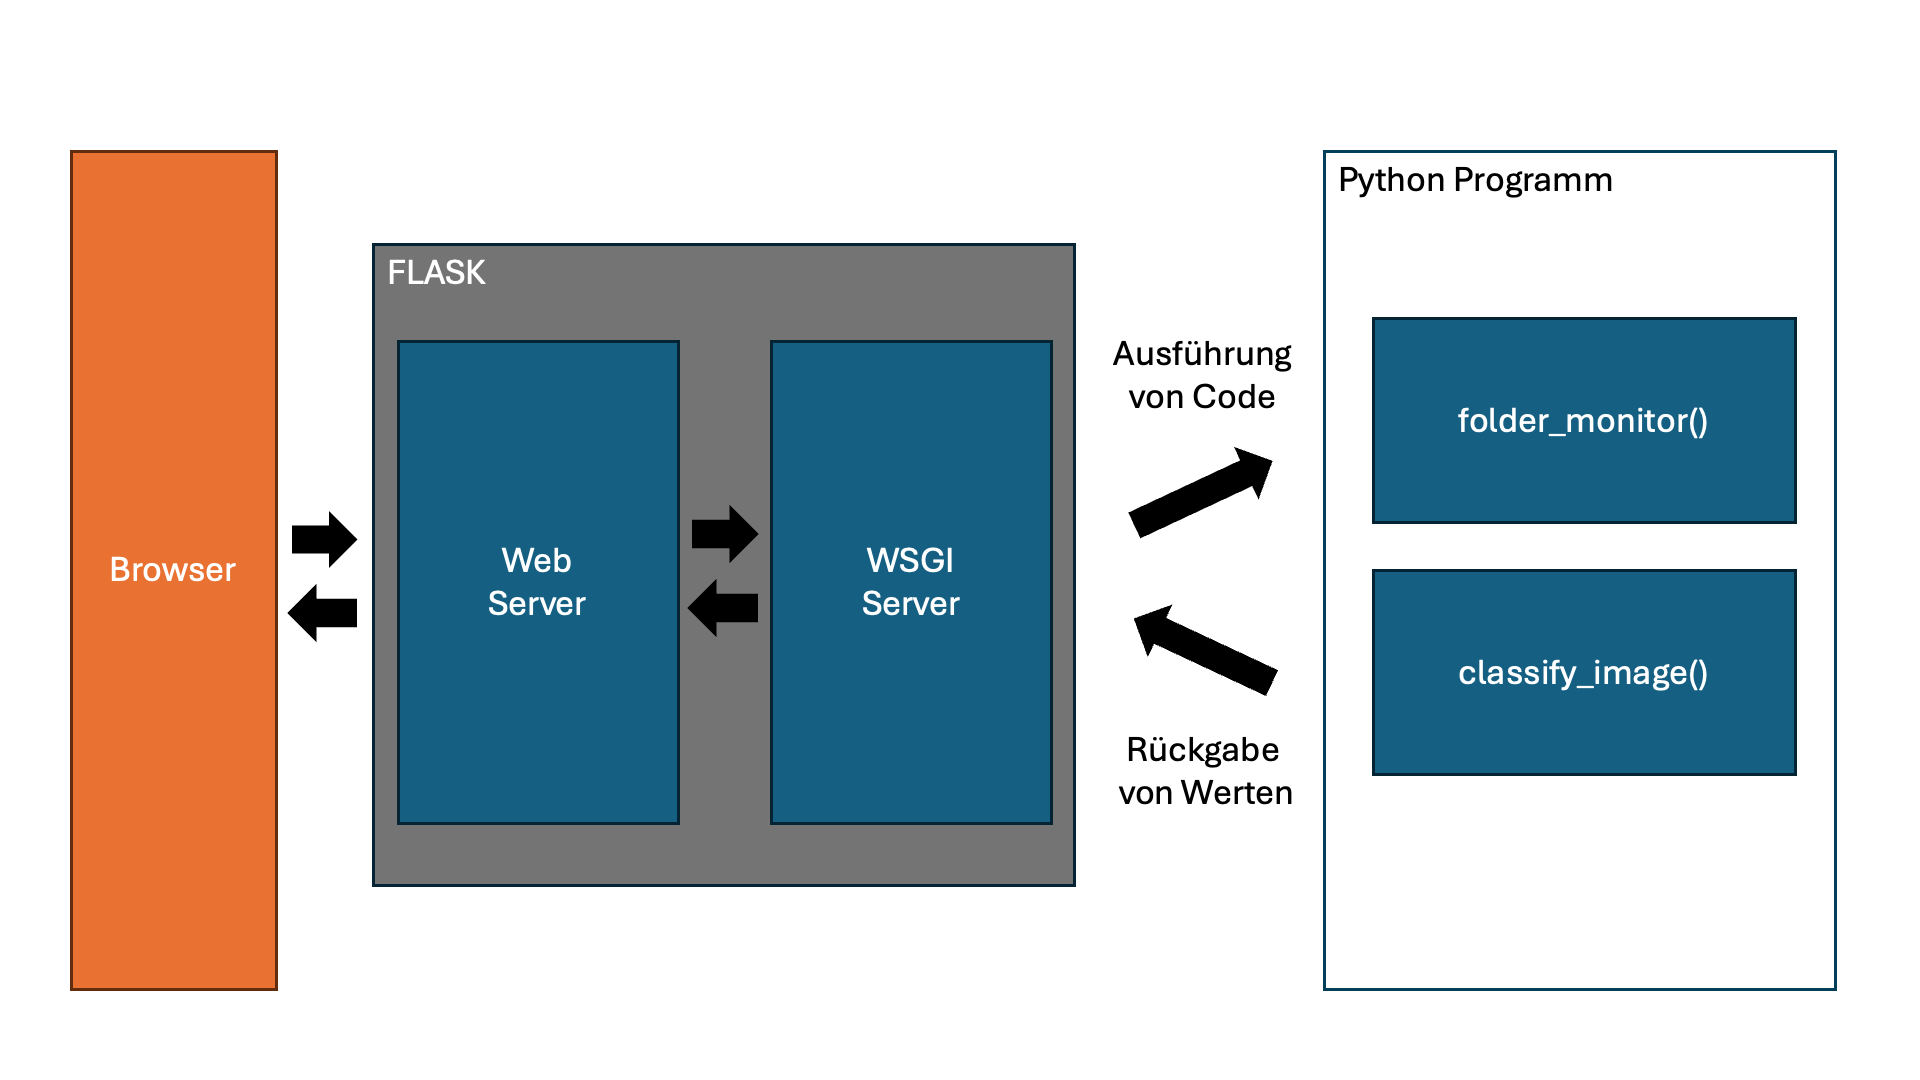 Browser
FLASK
Web
Server
WSGI
Server
Ausführung
von Code
Rückgabe
von Werten
Python Programm
folder_monitor()
classify_image()